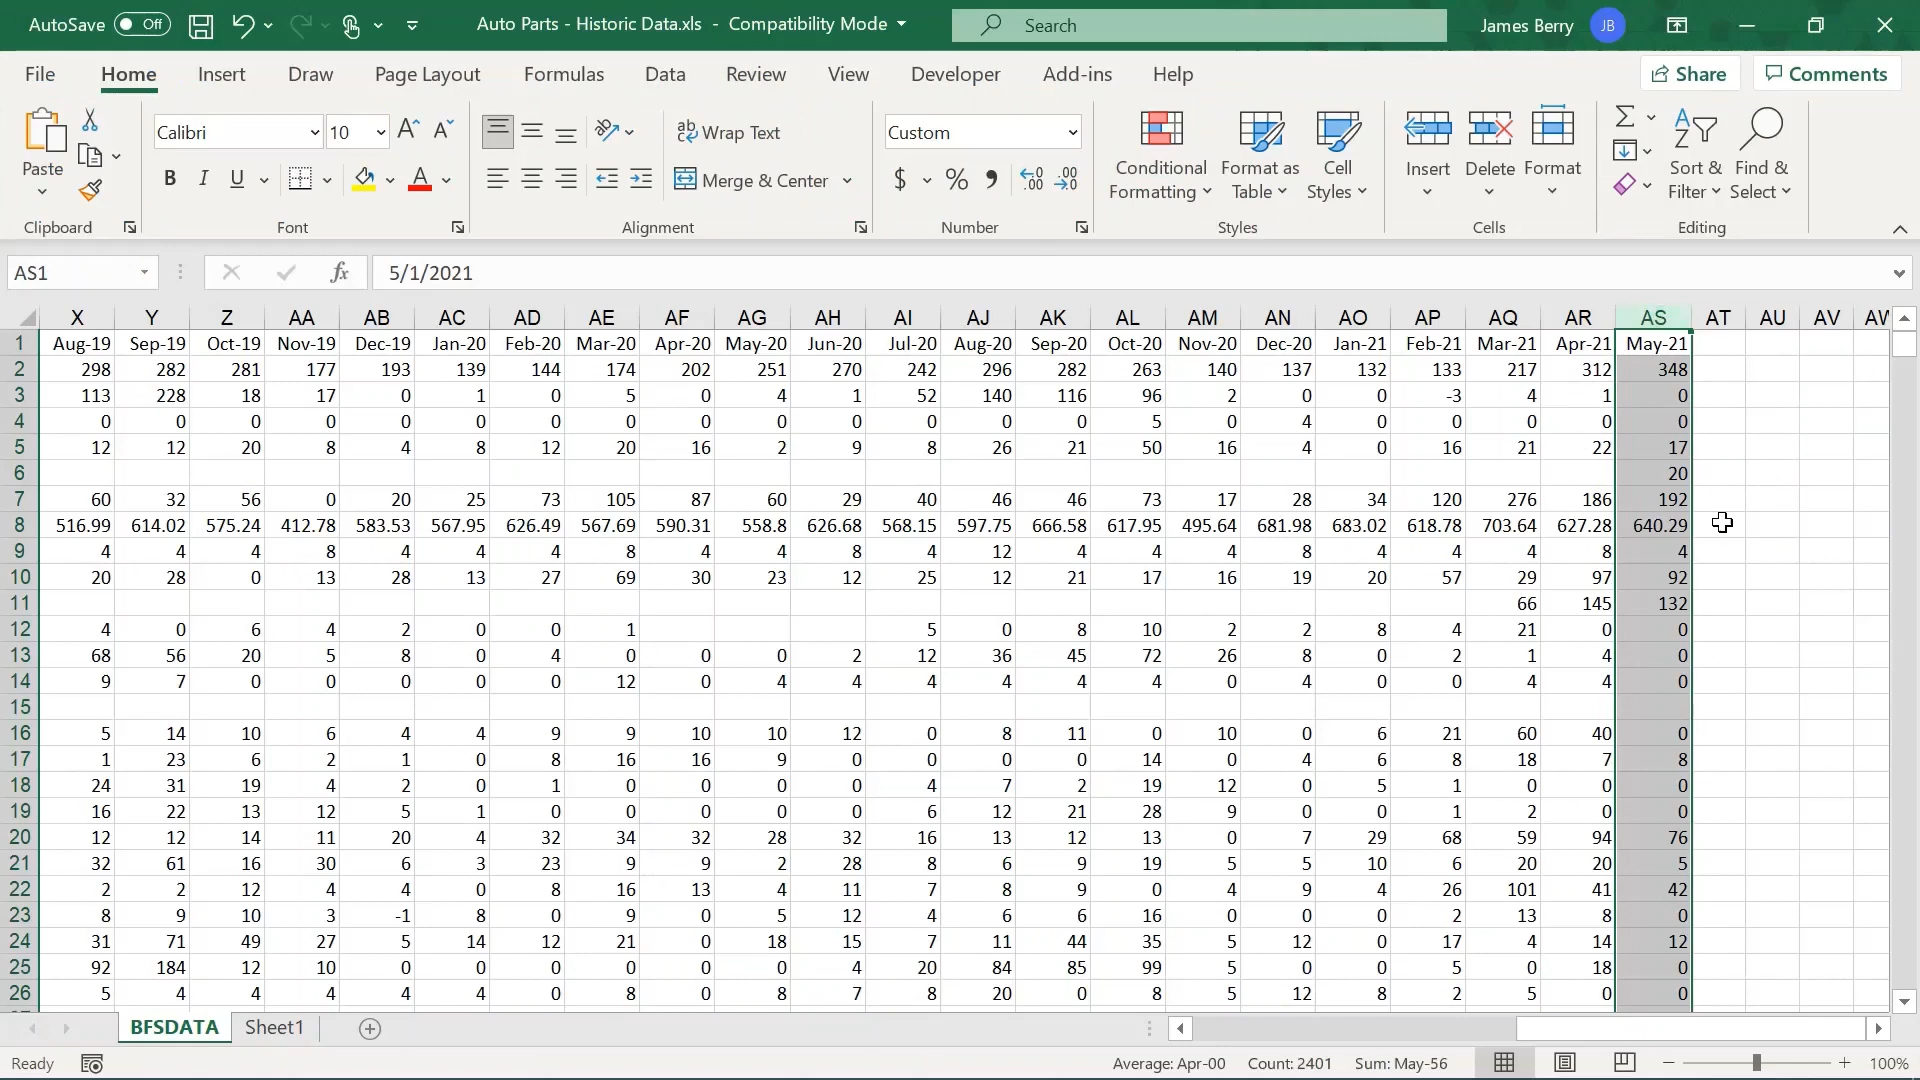 AutoSave Off Auto Parts - Historic Data.xls - Compatibility Mode Search James Berry JB
File Home Insert Draw Page Layout Formulas Data Review View Developer Add-ins Help Share Comments
Calibri 10 Wrap Text Custom
Paste B I U Merge & Center $ % Conditional Formatting Format as Table Cell Styles Insert Delete Format Sort & Filter Find & Select
Clipboard Font Alignment Number Styles Cells Editing
AS1 fx 5/1/2021
X Y Z AA AB AC AD AE AF AG AH AI AJ AK AL AM AN AO AP AQ AR AS AT AU AV AW
1 Aug-19 Sep-19 Oct-19 Nov-19 Dec-19 Jan-20 Feb-20 Mar-20 Apr-20 May-20 Jun-20 Jul-20 Aug-20 Sep-20 Oct-20 Nov-20 Dec-20 Jan-21 Feb-21 Mar-21 Apr-21 May-21
2 298 282 281 177 193 139 144 174 202 251 270 242 296 282 263 140 137 132 133 217 312 348
3 113 228 18 17 0 1 0 5 0 4 1 52 140 116 96 2 0 0 -3 4 1 0
4 0 0 0 0 0 0 0 0 0 0 0 0 0 0 5 0 4 0 0 0 0 0
5 12 12 20 8 4 8 12 20 16 2 9 8 26 21 50 16 4 0 16 21 22 17
6 20
7 60 32 56 0 20 25 73 105 87 60 29 40 46 46 73 17 28 34 120 276 186 192
8 516.99 614.02 575.24 412.78 583.53 567.95 626.49 567.69 590.31 558.8 626.68 568.15 597.75 666.58 617.95 495.64 681.98 683.02 618.78 703.64 627.28 640.29
9 4 4 4 8 4 4 4 8 4 4 8 4 12 4 4 4 8 4 4 4 8 4
10 20 28 0 13 28 13 27 69 30 23 12 25 12 21 17 16 19 20 57 29 97 92
11 66 145 132
12 4 0 6 4 2 0 0 1 5 0 8 10 2 2 8 4 21 0 0
13 68 56 20 5 8 0 4 0 0 0 2 12 36 45 72 26 8 0 2 1 4 0
14 9 7 0 0 0 0 0 12 0 4 4 4 4 4 4 0 4 0 0 4 4 0
15
16 5 14 10 6 4 4 9 9 10 10 12 0 8 11 0 10 0 6 21 60 40 0
17 1 23 6 2 1 0 8 16 16 9 0 0 0 0 14 0 4 6 8 18 7 8
18 24 31 19 4 2 0 1 0 0 0 0 4 7 2 19 12 0 5 1 0 0 0
19 16 22 13 12 5 1 0 0 0 0 0 6 12 21 28 9 0 0 1 2 0 0
20 12 12 14 11 20 4 32 34 32 28 32 16 13 12 13 0 7 29 68 59 94 76
21 32 61 16 30 6 3 23 9 9 2 28 8 6 9 19 5 5 10 6 20 20 5
22 2 2 12 4 4 0 8 16 13 4 11 7 8 9 0 4 9 4 26 101 41 42
23 8 9 10 3 -1 8 0 9 0 5 12 4 6 6 16 0 0 0 2 13 8 0
24 31 71 49 27 5 14 12 21 0 18 15 7 11 44 35 5 12 0 17 4 14 12
25 92 184 12 10 0 0 0 0 0 0 4 20 84 85 99 5 0 0 5 0 18 0
26 5 4 4 4 4 4 0 8 0 8 7 8 20 0 8 5 12 8 2 5 0 0
BFSDATA Sheet1
Ready Average: Apr-00 Count: 2401 Sum: May-56 100%